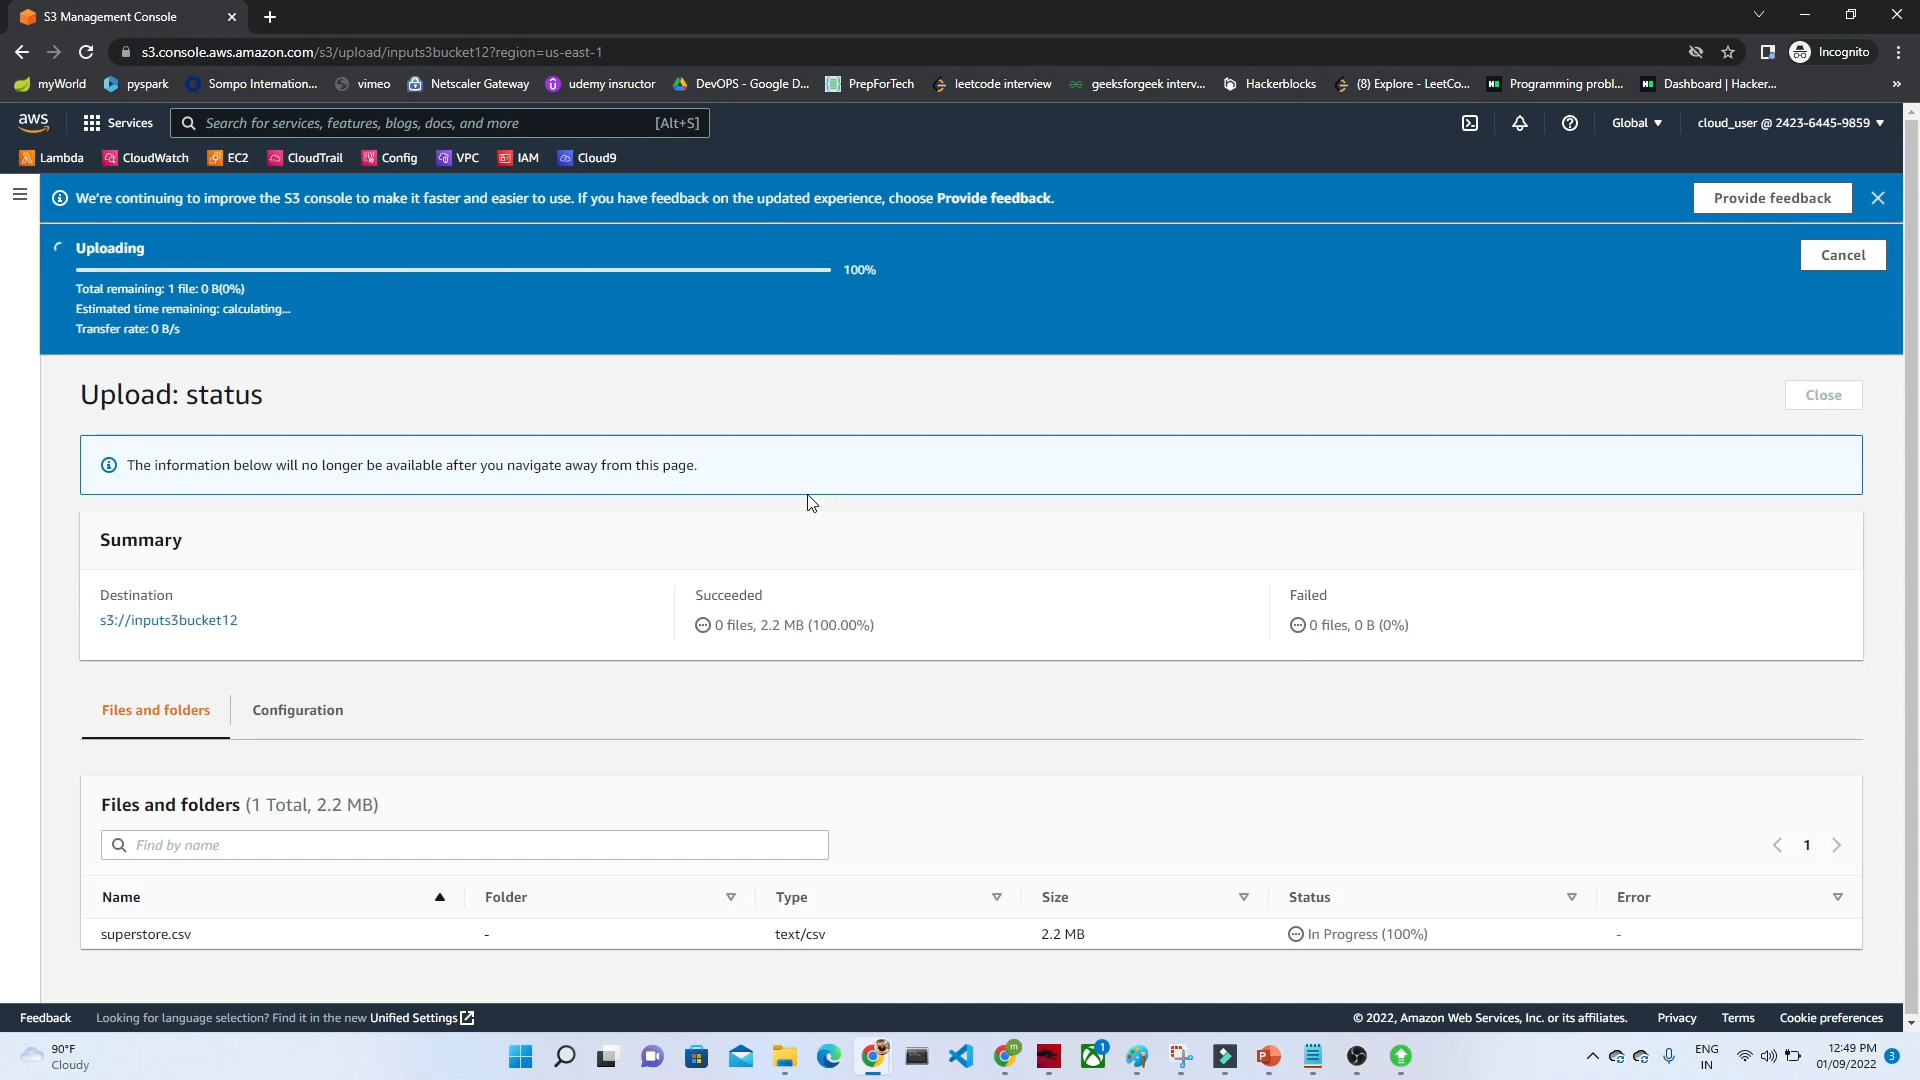 S3 Management Console
s3.console.aws.amazon.com/s3/upload/inputs3bucket12?region=us-east-1
Incognito
myWorld pyspark Sompo Internation... vimeo Netscaler Gateway udemy insructor DevOPS - Google D... PrepForTech leetcode interview geeksforgeek interv... Hackerblocks (8) Explore - LeetCo... Programming probl... Dashboard | Hacker... »
aws Services Search for services, features, blogs, docs, and more [Alt+S] Global cloud_user @ 2423-6445-9859
Lambda CloudWatch EC2 CloudTrail Config VPC IAM Cloud9
We're continuing to improve the S3 console to make it faster and easier to use. If you have feedback on the updated experience, choose Provide feedback.
Provide feedback
Uploading
Cancel
100%
Total remaining: 1 file: 0 B(0%)
Estimated time remaining: calculating...
Transfer rate: 0 B/s
Upload: status
Close
The information below will no longer be available after you navigate away from this page.
Summary
Destination Succeeded Failed
s3://inputs3bucket12 0 files, 2.2 MB (100.00%) 0 files, 0 B (0%)
Files and folders Configuration
Files and folders (1 Total, 2.2 MB)
Find by name
1
Name Folder Type Size Status Error
superstore.csv - text/csv 2.2 MB In Progress (100%) -
Feedback Looking for language selection? Find it in the new Unified Settings © 2022, Amazon Web Services, Inc. or its affiliates. Privacy Terms Cookie preferences
90°F
Cloudy
m
1
ENG
IN
12:49 PM
01/09/2022
3